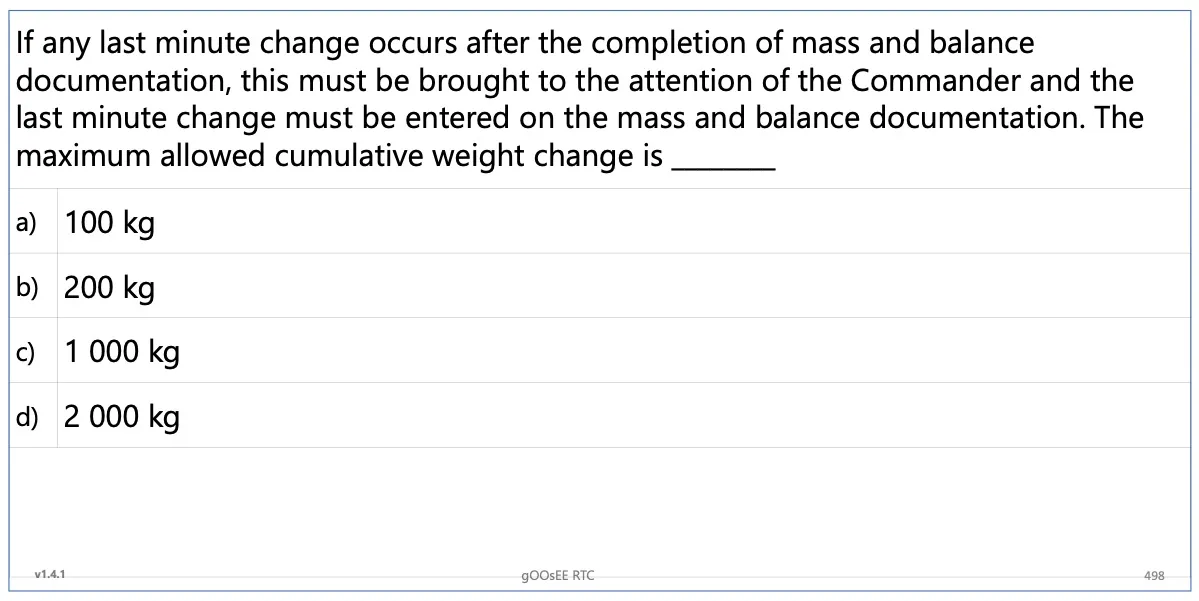 If any last minute change occurs after the completion of mass and balance
documentation, this must be brought to the attention of the Commander and the
last minute change must be entered on the mass and balance documentation. The
maximum allowed cumulative weight change is _______
a) 100 kg
b) 200 kg
c) 1 000 kg
d) 2 000 kg
v1.4.1 gOOsEE RTC 498